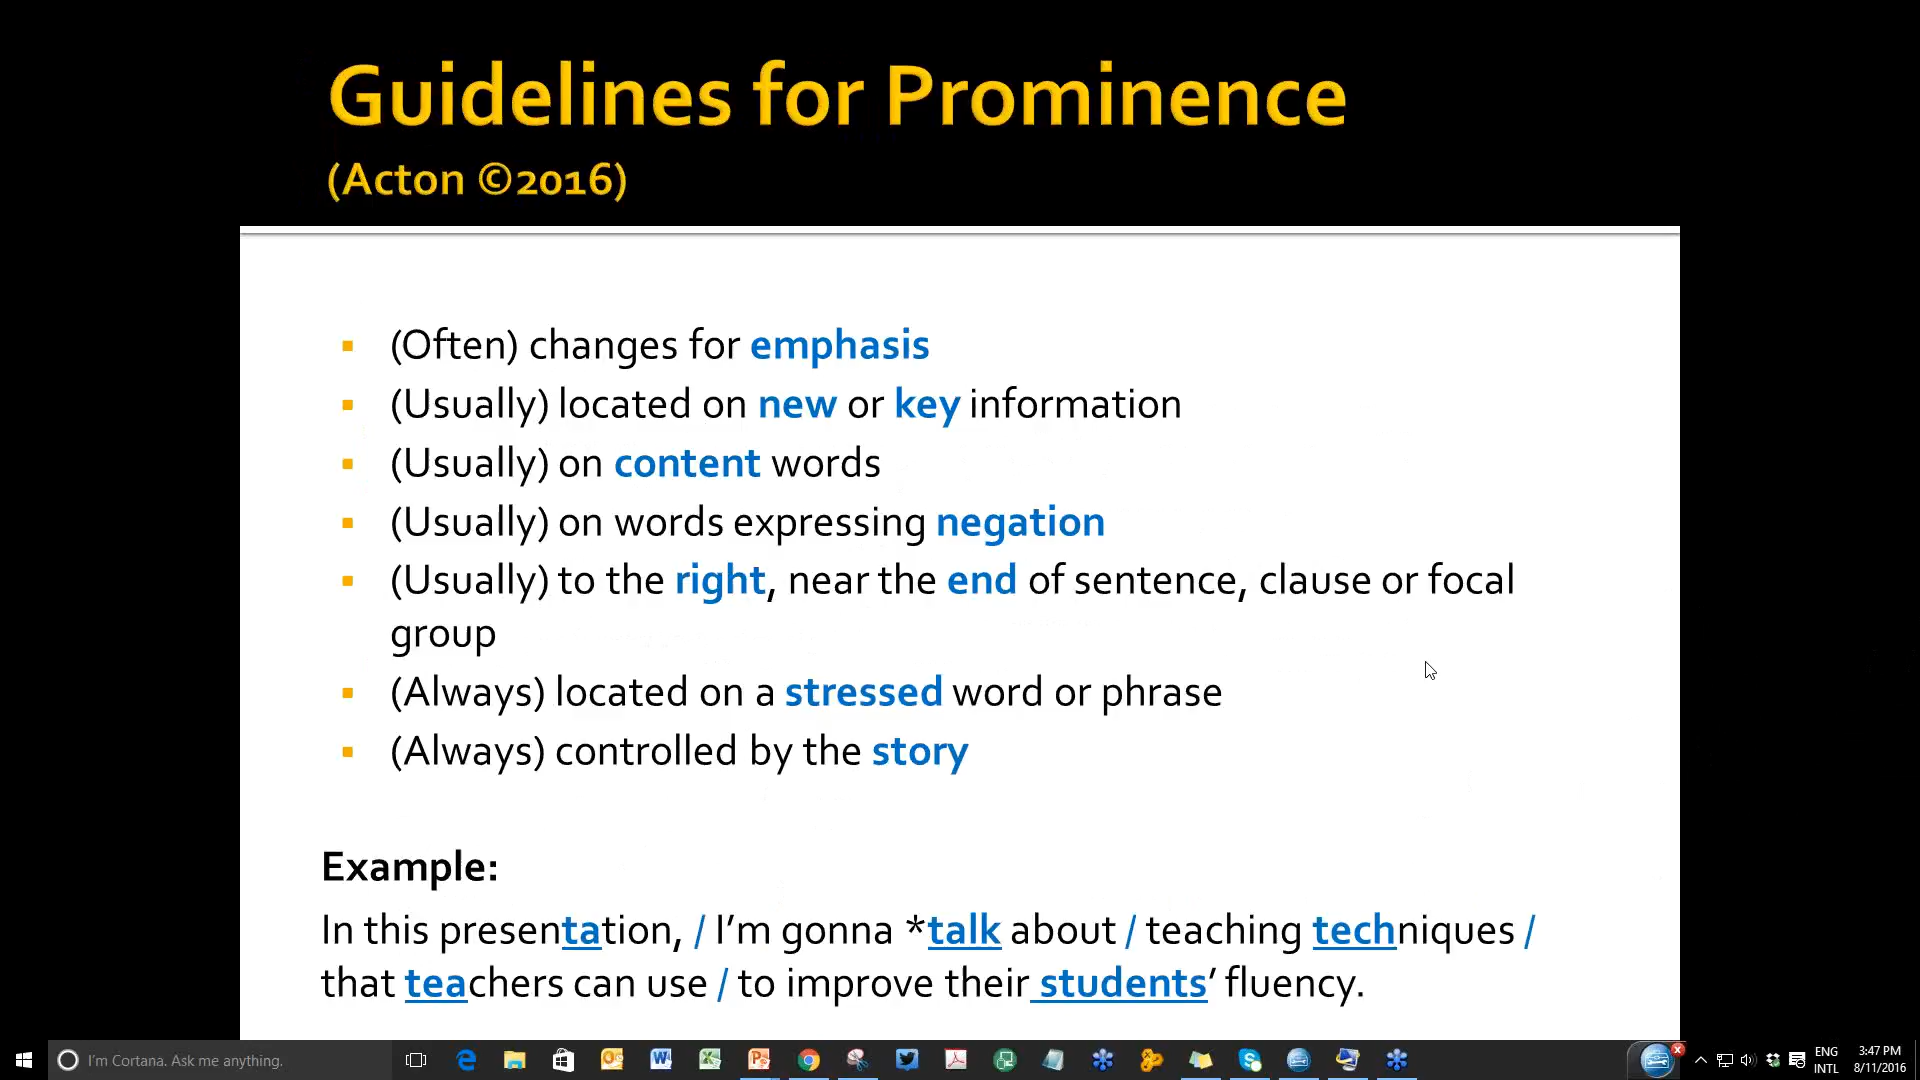 Guidelines for Prominence
(Acton ©2016)
(Often) changes for emphasis
(Usually) located on new or key information
(Usually) on content words
(Usually) on words expressing negation
(Usually) to the right, near the end of sentence, clause or focal
group
(Always) located on a stressed word or phrase
(Always) controlled by the story
Example:
In this presentation, / I'm gonna *talk about / teaching techniques /
that teachers can use / to improve their students' fluency.
I'm Cortana. Ask me anything.
ENG
INTL
3:47 PM
8/11/2016